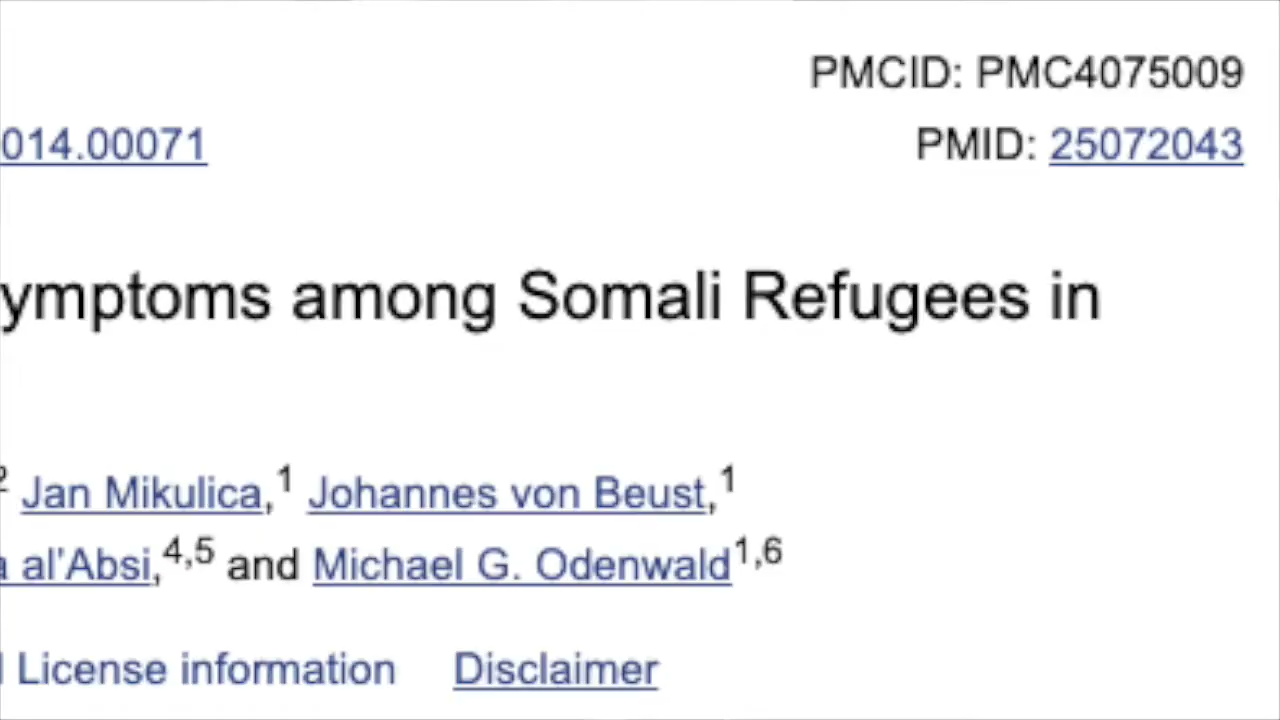 PMCID: PMC4075009
014.00071 PMID: 25072043
ymptoms among Somali Refugees in
2 Jan Mikulica,1 Johannes von Beust,1
a al’Absi,4,5 and Michael G. Odenwald1,6
License information Disclaimer